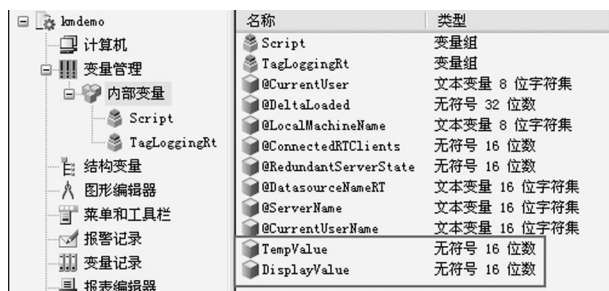 kmdemo
计算机
变量管理
内部变量
Script
TagLoggingRt
结构变量
图形编辑器
菜单和工具栏
报警记录
变量记录
报表编辑器
名称 类型
Script 变量组
TagLoggingRt 变量组
@CurrentUser 文本变量 8 位字符集
@DeltaLoaded 无符号 32 位数
@LocalMachineName 文本变量 8 位字符集
@ConnectedRTClients 无符号 16 位数
@RedundantServerState 无符号 16 位数
@DatasourceNameRT 文本变量 16 位字符集
@ServerName 文本变量 16 位字符集
@CurrentUserName 文本变量 16 位字符集
TempValue 无符号 16 位数
DisplayValue 无符号 16 位数